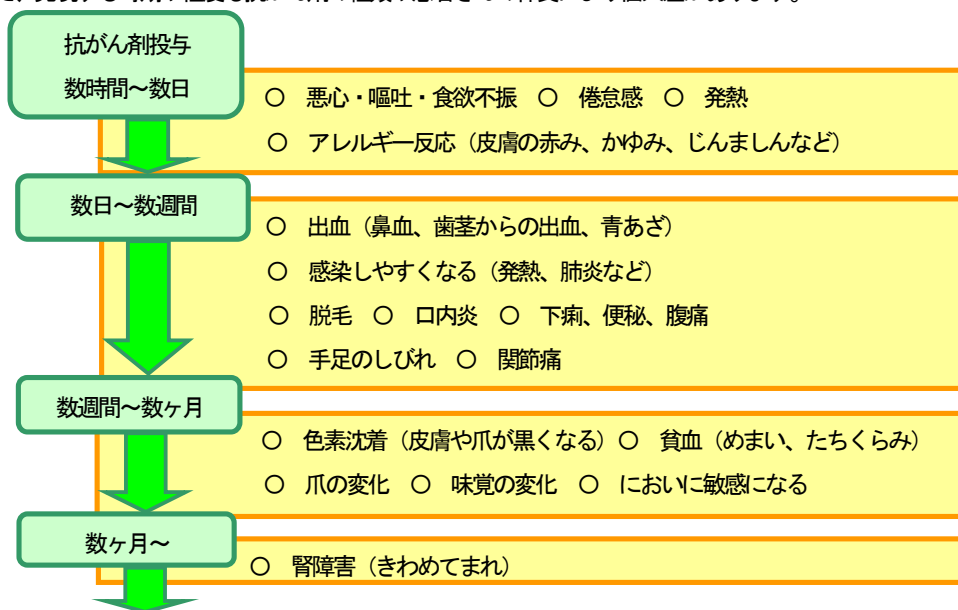 抗がん剤投与
数時間～数日
○ 悪心・嘔吐・食欲不振 ○ 倦怠感 ○ 発熱
○ アレルギー反応（皮膚の赤み、かゆみ、じんましんなど）
数日～数週間
○ 出血（鼻血、歯茎からの出血、青あざ）
○ 感染しやすくなる（発熱、肺炎など）
○ 脱毛 ○ 口内炎 ○ 下痢、便秘、腹痛
○ 手足のしびれ ○ 関節痛
数週間～数ヶ月
○ 色素沈着（皮膚や爪が黒くなる）○ 貧血（めまい、たちくらみ）
○ 爪の変化 ○ 味覚の変化 ○ においに敏感になる
数ヶ月～
○ 腎障害（きわめてまれ）